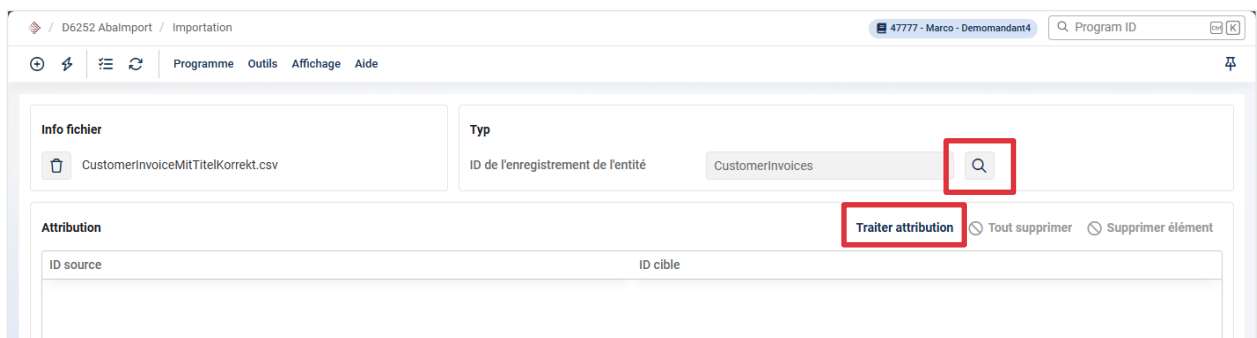 / D6252 AbaImport / Importation
47777 - Marco - Demomandant4
Program ID
Ctrl K
Programme Outils Affichage Aide
Info fichier
CustomerInvoiceMitTitelKorrekt.csv
Typ
ID de l'enregistrement de l'entité
CustomerInvoices
Attribution
Traiter attribution
Tout supprimer
Supprimer élément
ID source
ID cible